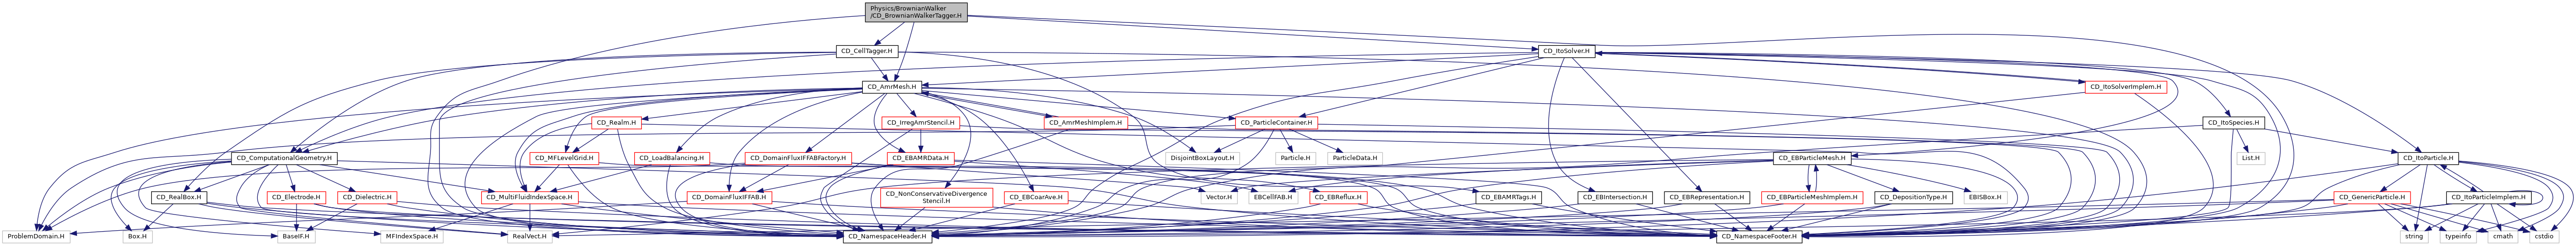 Physics/BrownianWalker
/CD_BrownianWalkerTagger.H
CD_CellTagger.H
CD_ItoSolver.H
CD_AmrMesh.H
CD_ItoSolverImplem.H
CD_Realm.H
CD_IrregAmrStencil.H
CD_AmrMeshImplem.H
CD_ParticleContainer.H
CD_ItoSpecies.H
CD_ComputationalGeometry.H
CD_MFLevelGrid.H
CD_LoadBalancing.H
CD_DomainFluxIFFABFactory.H
CD_EBAMRData.H
DisjointBoxLayout.H
Particle.H
ParticleData.H
CD_EBParticleMesh.H
List.H
CD_ItoParticle.H
CD_RealBox.H
CD_Electrode.H
CD_Dielectric.H
CD_MultiFluidIndexSpace.H
CD_DomainFluxIFFAB.H
CD_NonConservativeDivergence
Stencil.H
CD_EBCoarAve.H
Vector.H
EBCellFAB.H
CD_EBReflux.H
CD_EBAMRTags.H
CD_EBIntersection.H
CD_EBRepresentation.H
CD_EBParticleMeshImplem.H
CD_DepositionType.H
EBISBox.H
CD_GenericParticle.H
CD_ItoParticleImplem.H
ProblemDomain.H
Box.H
BaseIF.H
MFIndexSpace.H
RealVect.H
CD_NamespaceHeader.H
CD_NamespaceFooter.H
string
typeinfo
cmath
cstdio